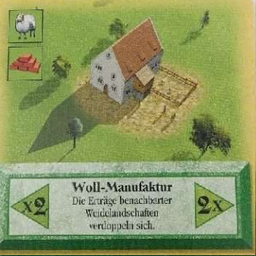 Woll-Manufaktur
Die Erträge benachbarter
x2
Weidelandschaften
2x
verdoppeln sich.